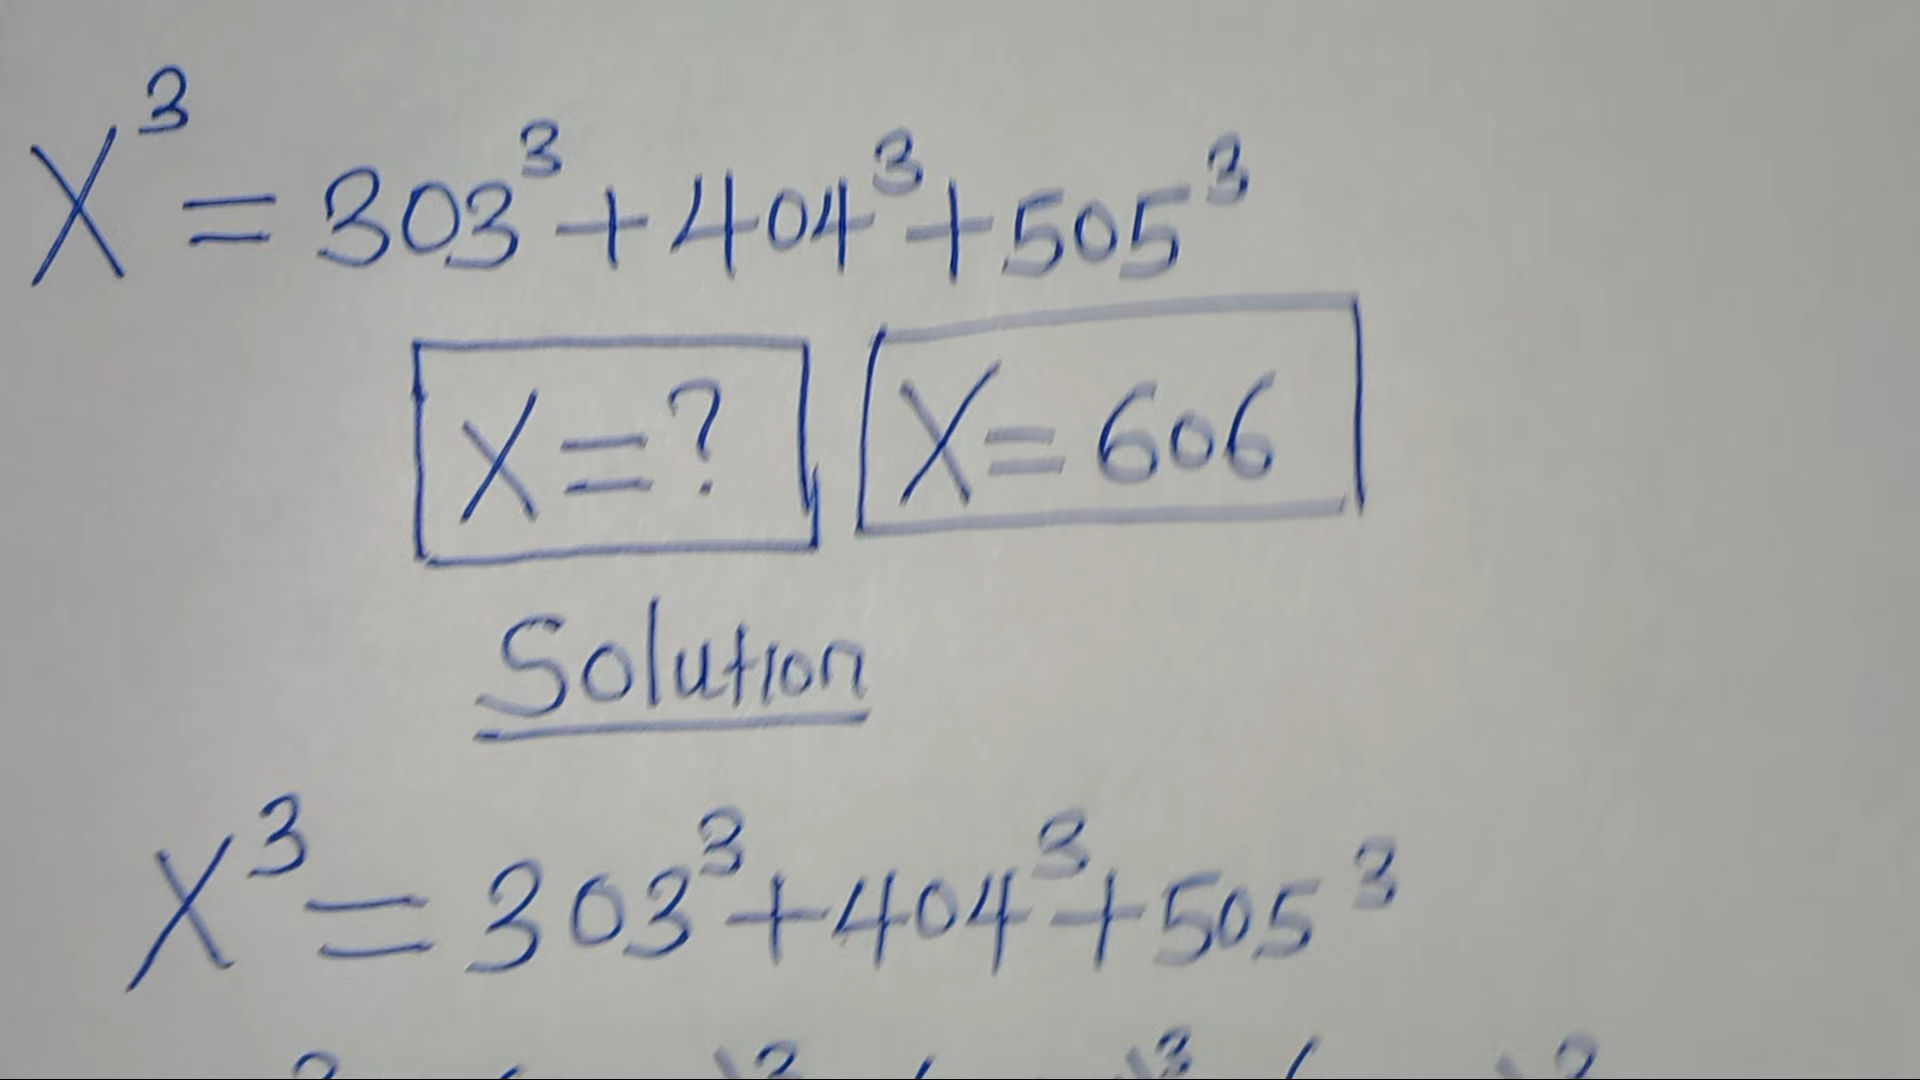 X³ = 303³ + 404³ + 505³
X = ? X = 606
Solution
X³ = 303³ + 404³ + 505³